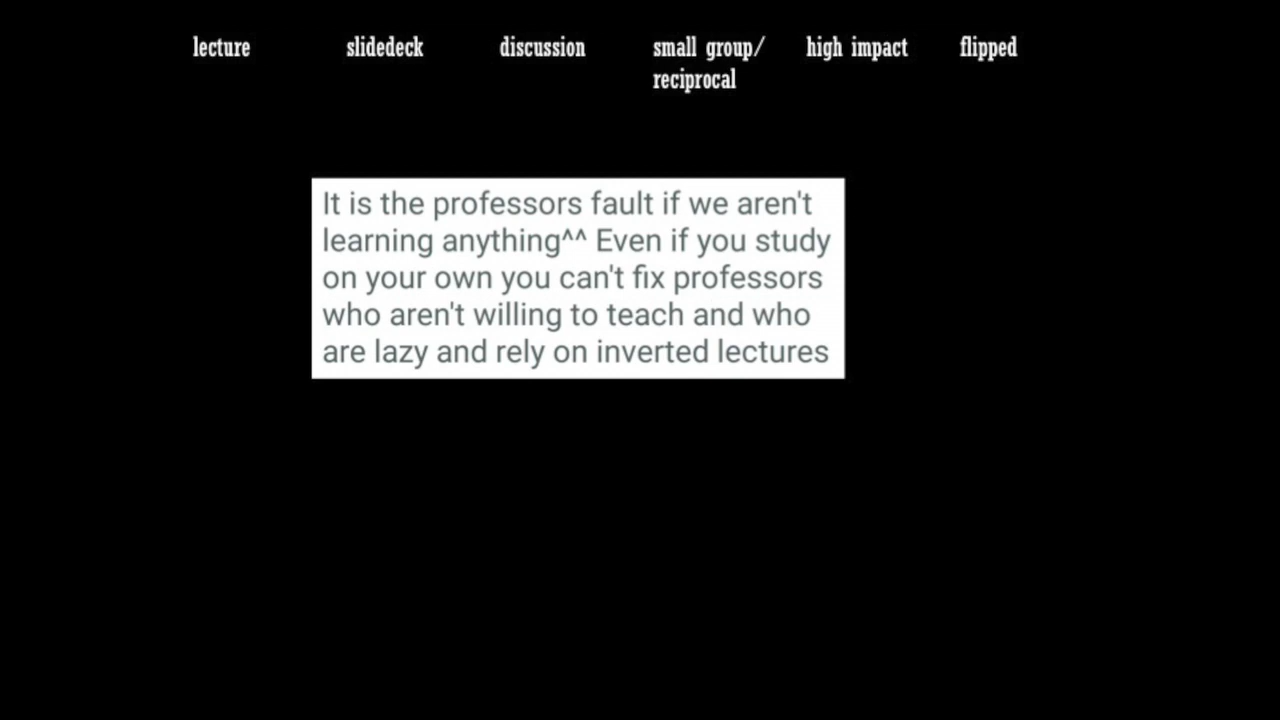 lecture slidedeck discussion small group/ high impact flipped
reciprocal
It is the professors fault if we aren't
learning anything^^ Even if you study
on your own you can't fix professors
who aren't willing to teach and who
are lazy and rely on inverted lectures